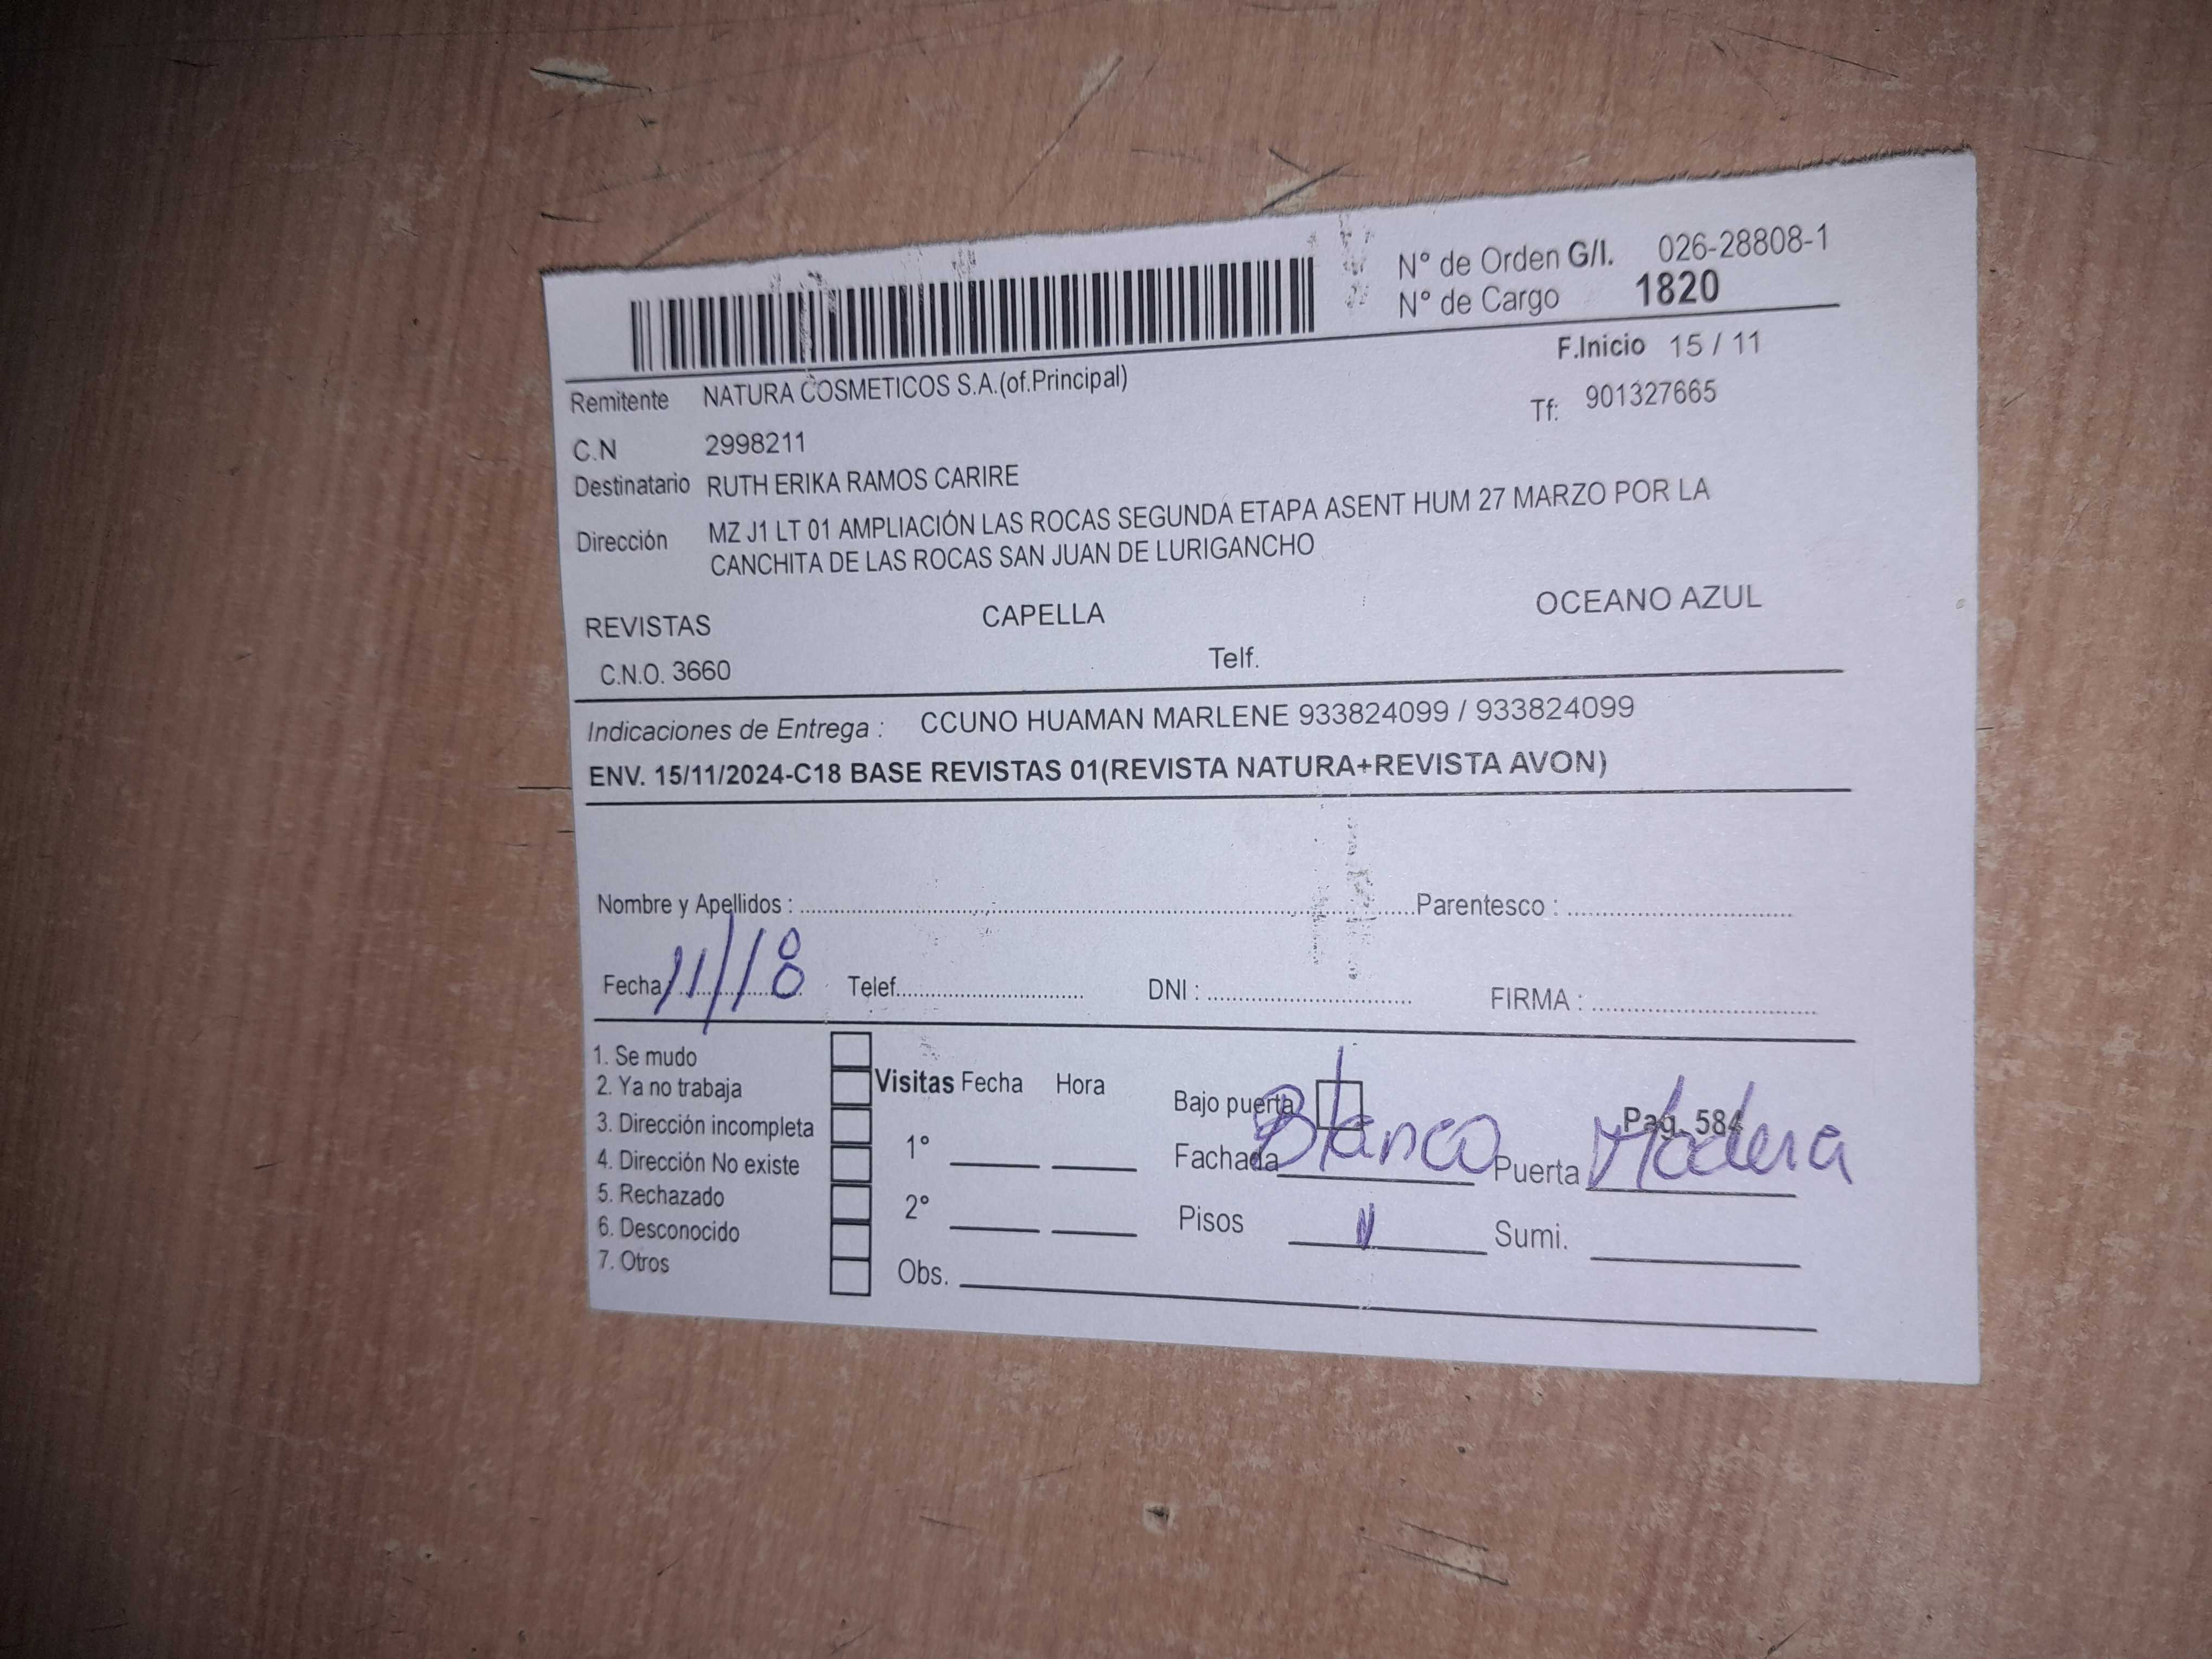 N° de Orden G/I. 026-28808-1
N° de Cargo 1820
F.Inicio 15 / 11
Remitente NATURA COSMETICOS S.A.(of.Principal)
Tf: 901327665
C.N 2998211
Destinatario RUTH ERIKA RAMOS CARIRE
Dirección MZ J1 LT 01 AMPLIACIÓN LAS ROCAS SEGUNDA ETAPA ASENT HUM 27 MARZO POR LA
CANCHITA DE LAS ROCAS SAN JUAN DE LURIGANCHO
REVISTAS CAPELLA OCEANO AZUL
C.N.O. 3660 Telf.
Indicaciones de Entrega : CCUNO HUAMAN MARLENE 933824099 / 933824099
ENV. 15/11/2024-C18 BASE REVISTAS 01(REVISTA NATURA+REVISTA AVON)
Nombre y Apellidos : Parentesco :
Fecha 11/18 Telef. DNI : FIRMA :
1. Se mudo
2. Ya no trabaja
3. Dirección incompleta
4. Dirección No existe
5. Rechazado
6. Desconocido
7. Otros
Visitas Fecha Hora
1°
2°
Obs.
Bajo puerta Pag. 584
Fachada Blanco Puerta Madera
Pisos 1 Sumi.